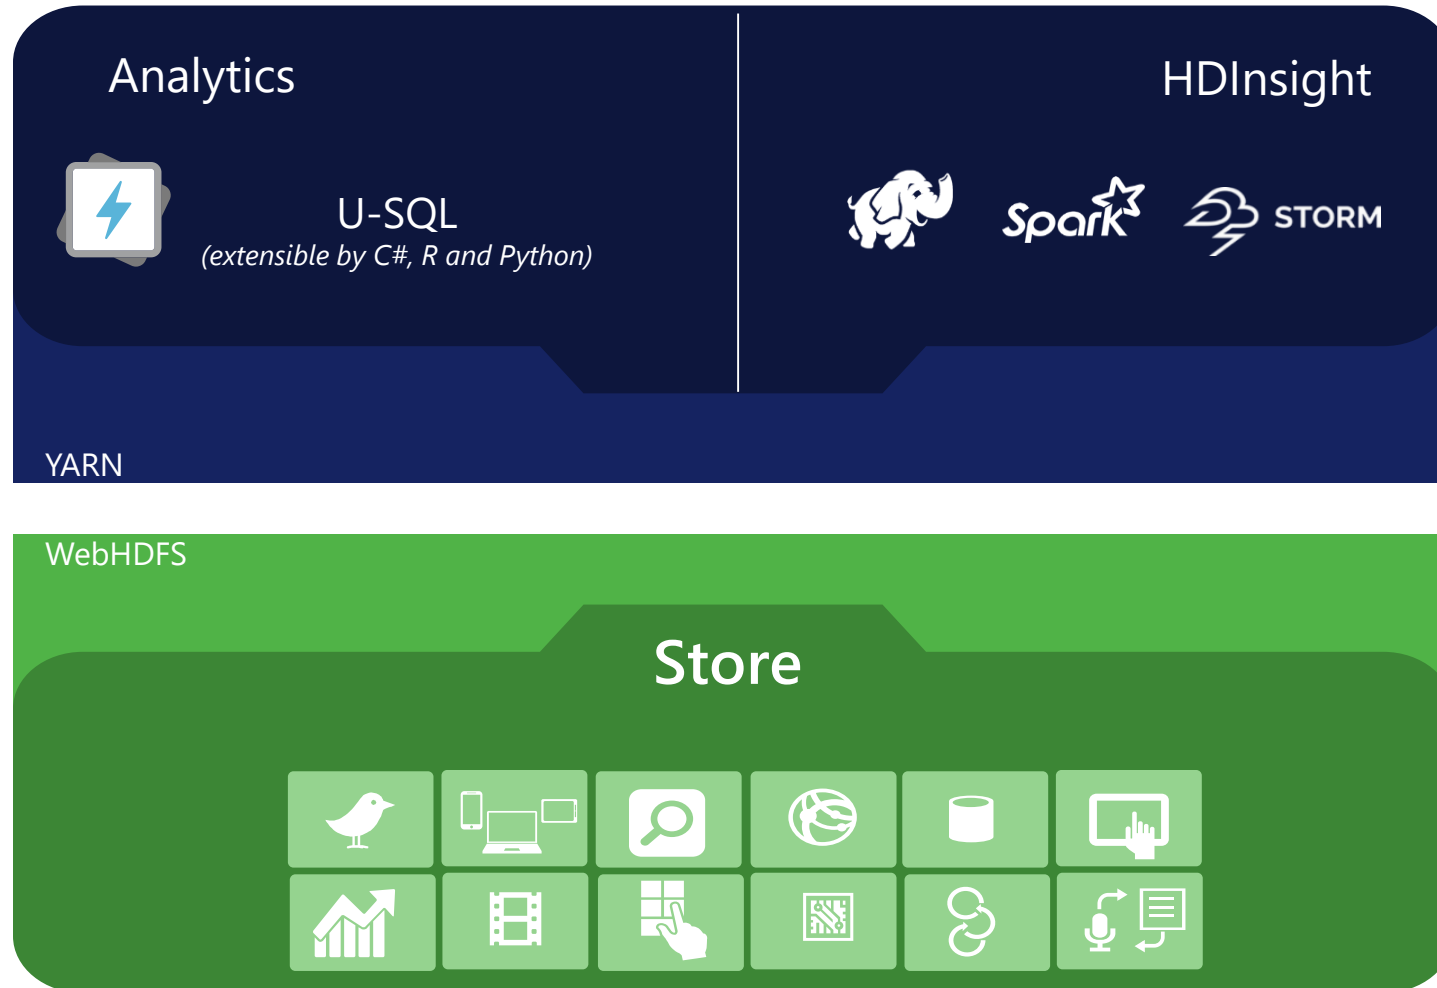 Analytics
HDInsight
U-SQL
(extensible by C#, R and Python)
Spark
STORM
YARN
WebHDFS
Store